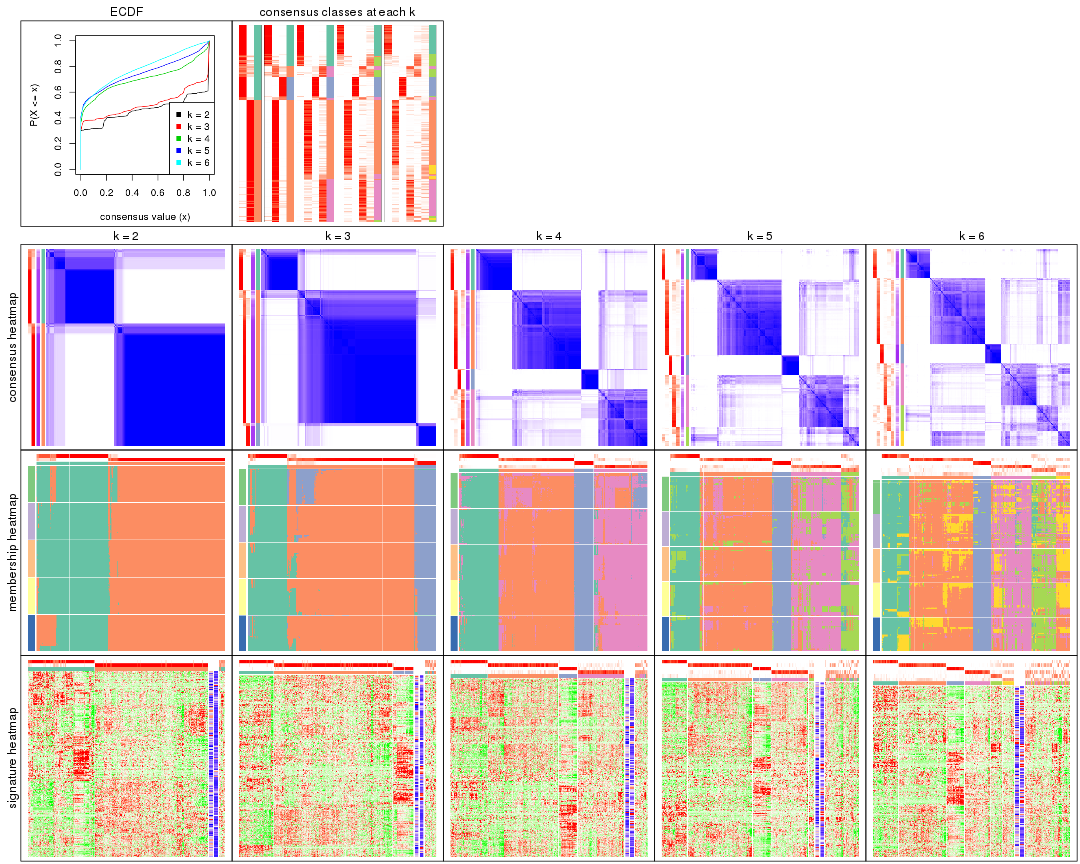 ECDF
consensus classes at each k
P(X <= x)
0.0 0.2 0.4 0.6 0.8 1.0
k = 2
k = 3
k = 4
k = 5
k = 6
0.0 0.2 0.4 0.6 0.8 1.0
consensus value (x)
k = 2 k = 3 k = 4 k = 5 k = 6
consensus heatmap
membership heatmap
signature heatmap